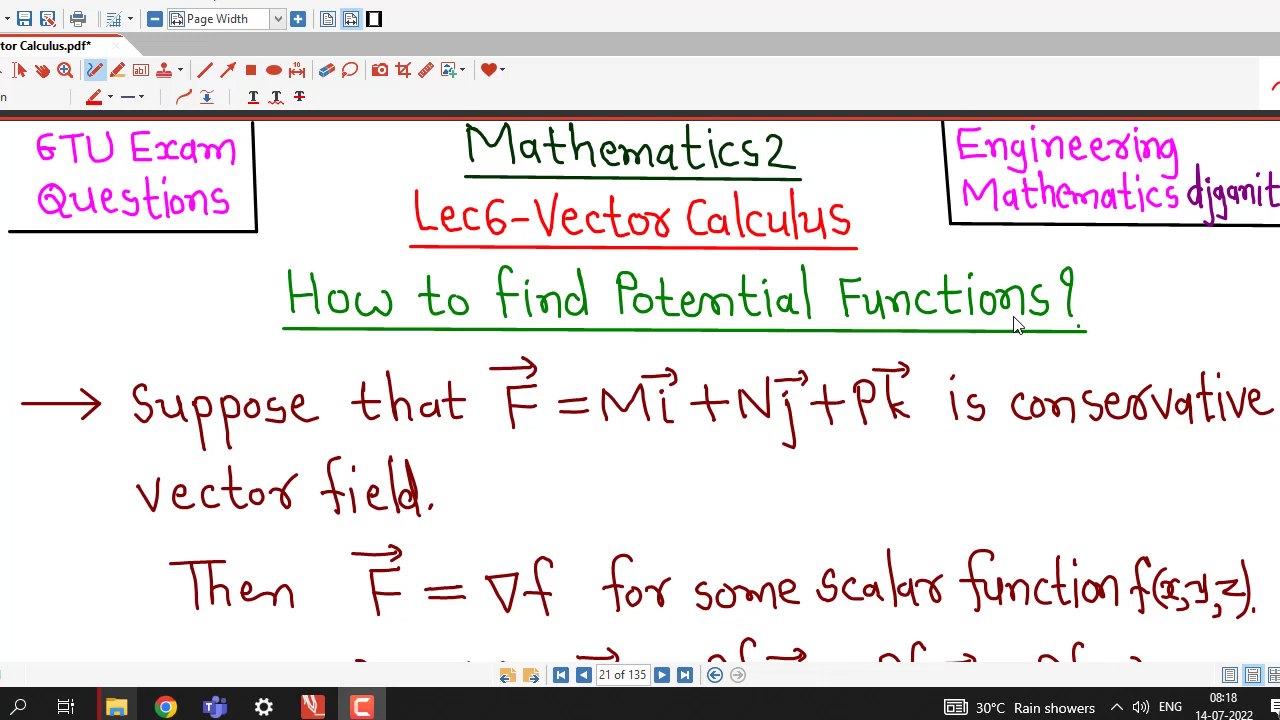 Page Width
tor Calculus.pdf*
GTU Exam
Questions
Mathematics2
Engineering
Mathematics djganit
Lec6-Vector Calculus
How to find Potential Functions?
→ Suppose that F⃗ = Mi⃗ + Nj⃗ + Pk⃗ is conservative
vector field.
Then F⃗ = ∇f for some scalar function f(x,y,z).
21 of 135
30°C Rain showers
ENG
08:18
14-07-2022